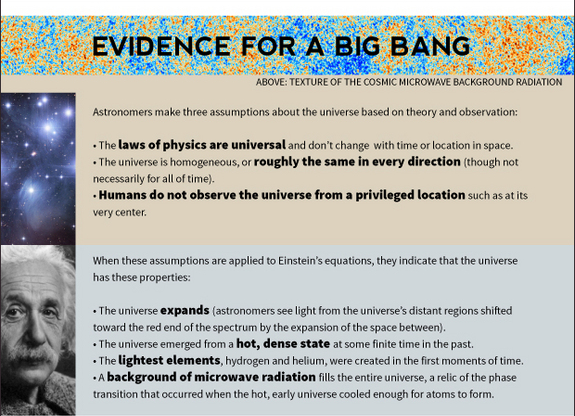 EVIDENCE FOR A BIG BANG
ABOVE: TEXTURE OF THE COSMIC MICROWAVE BACKGROUND RADIATION
Astronomers make three assumptions about the universe based on theory and observation:
• The laws of physics are universal and don't change with time or location in space.
• The universe is homogeneous, or roughly the same in every direction (though not
necessarily for all of time).
• Humans do not observe the universe from a privileged location such as at its
very center.
When these assumptions are applied to Einstein's equations, they indicate that the universe
has these properties:
• The universe expands (astronomers see light from the universe's distant regions shifted
toward the red end of the spectrum by the expansion of the space between).
• The universe emerged from a hot, dense state at some finite time in the past.
• The lightest elements, hydrogen and helium, were created in the first moments of time.
• A background of microwave radiation fills the entire universe, a relic of the phase
transition that occurred when the hot, early universe cooled enough for atoms to form.